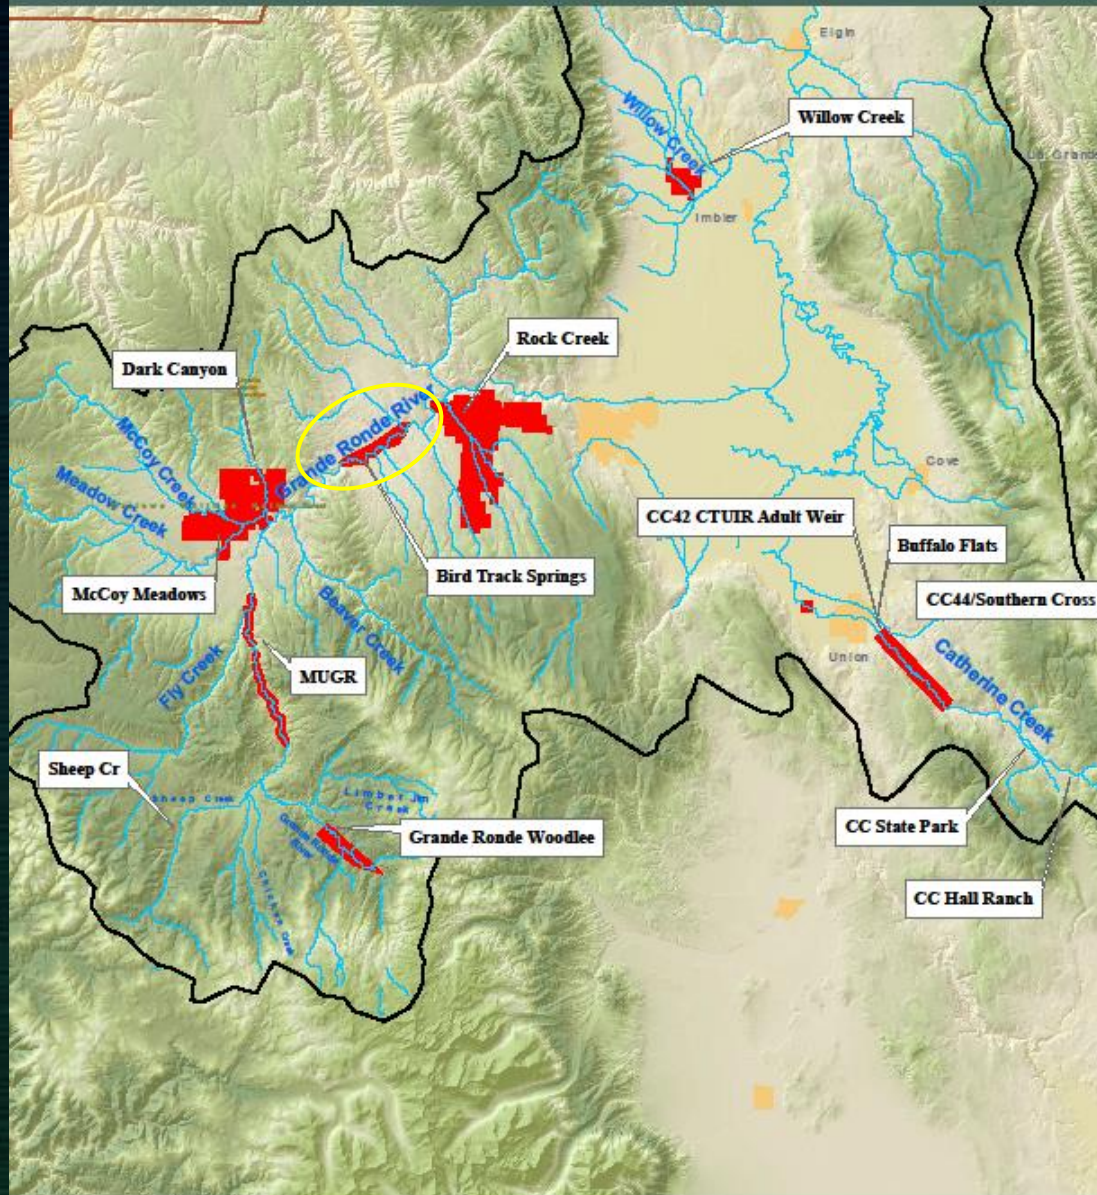 Elgin
Willow Creek
Willow Creek
La Grande
Imbler
Rock Creek
Dark Canyon
Grande Ronde River
McCoy Creek
Meadow Creek
Cove
CC42 CTUIR Adult Weir
Buffalo Flats
Bird Track Springs
McCoy Meadows
CC44/Southern Cross
Beaver Creek
Union
Catherine Creek
MUGR
Fly Creek
Sheep Cr
Sheep Creek
Limber Jim
Creek
Grande Ronde
River
Grande Ronde Woodlee
CC State Park
Chicken Creek
CC Hall Ranch